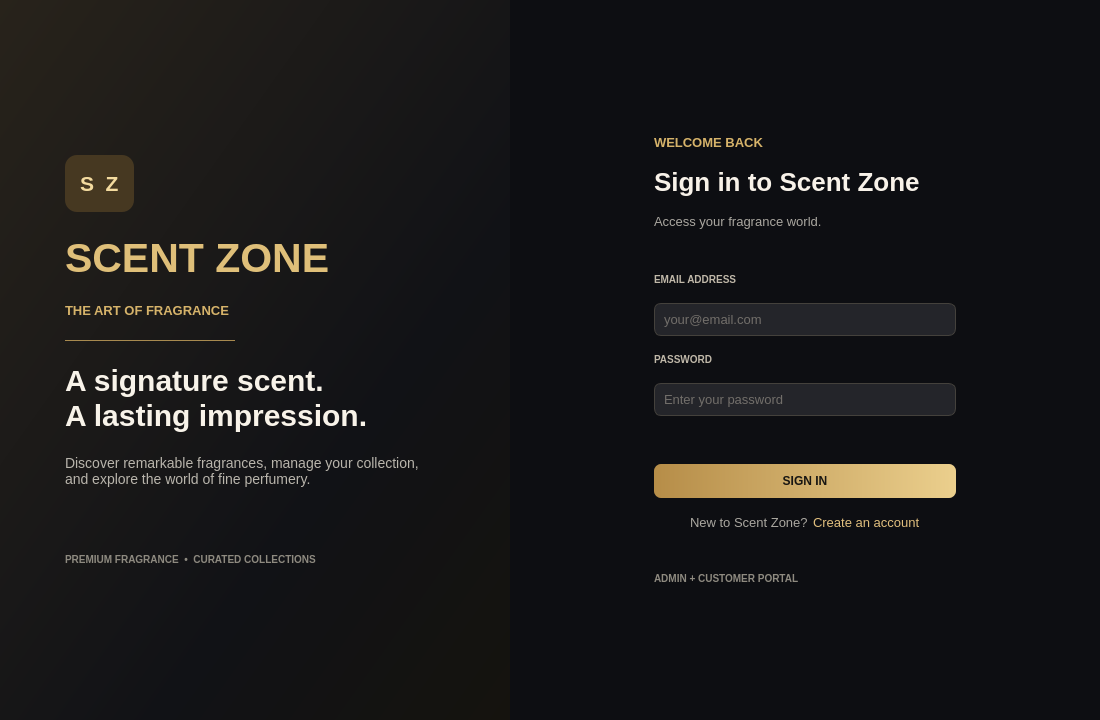 S Z
SCENT ZONE
THE ART OF FRAGRANCE
A signature scent.
A lasting impression.
Discover remarkable fragrances, manage your collection,
and explore the world of fine perfumery.
PREMIUM FRAGRANCE • CURATED COLLECTIONS
WELCOME BACK
Sign in to Scent Zone
Access your fragrance world.
EMAIL ADDRESS
your@email.com
PASSWORD
Enter your password
SIGN IN
New to Scent Zone? Create an account
ADMIN + CUSTOMER PORTAL